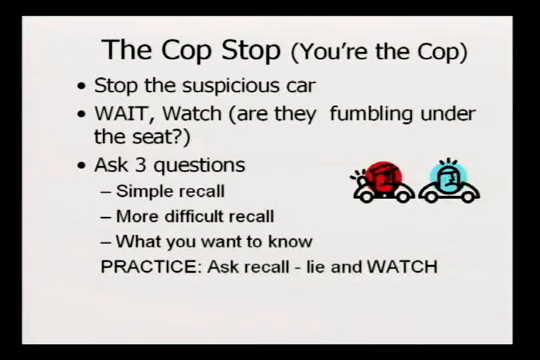 The Cop Stop (You're the Cop)
• Stop the suspicious car
• WAIT, Watch (are they fumbling under
the seat?)
• Ask 3 questions
– Simple recall
– More difficult recall
– What you want to know
PRACTICE: Ask recall - lie and WATCH